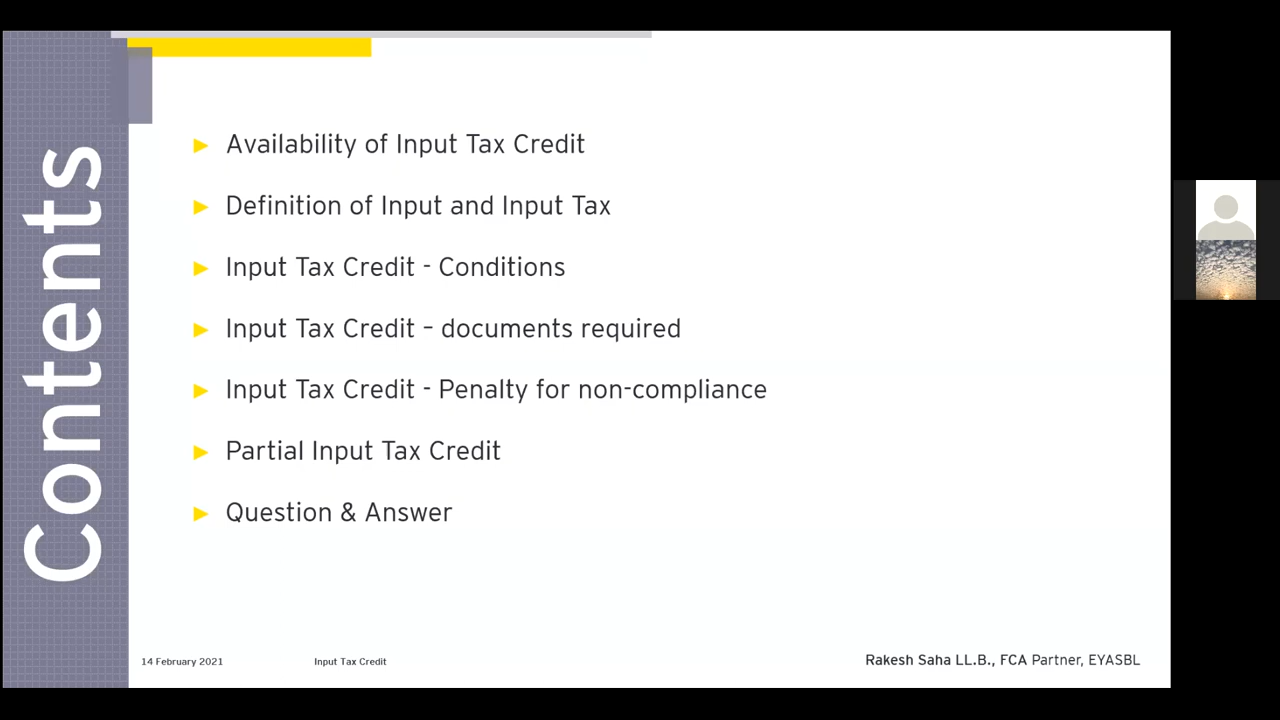 Contents
Availability of Input Tax Credit
Definition of Input and Input Tax
Input Tax Credit - Conditions
Input Tax Credit – documents required
Input Tax Credit - Penalty for non-compliance
Partial Input Tax Credit
Question & Answer
14 February 2021
Input Tax Credit
Rakesh Saha LL.B., FCA Partner, EYASBL